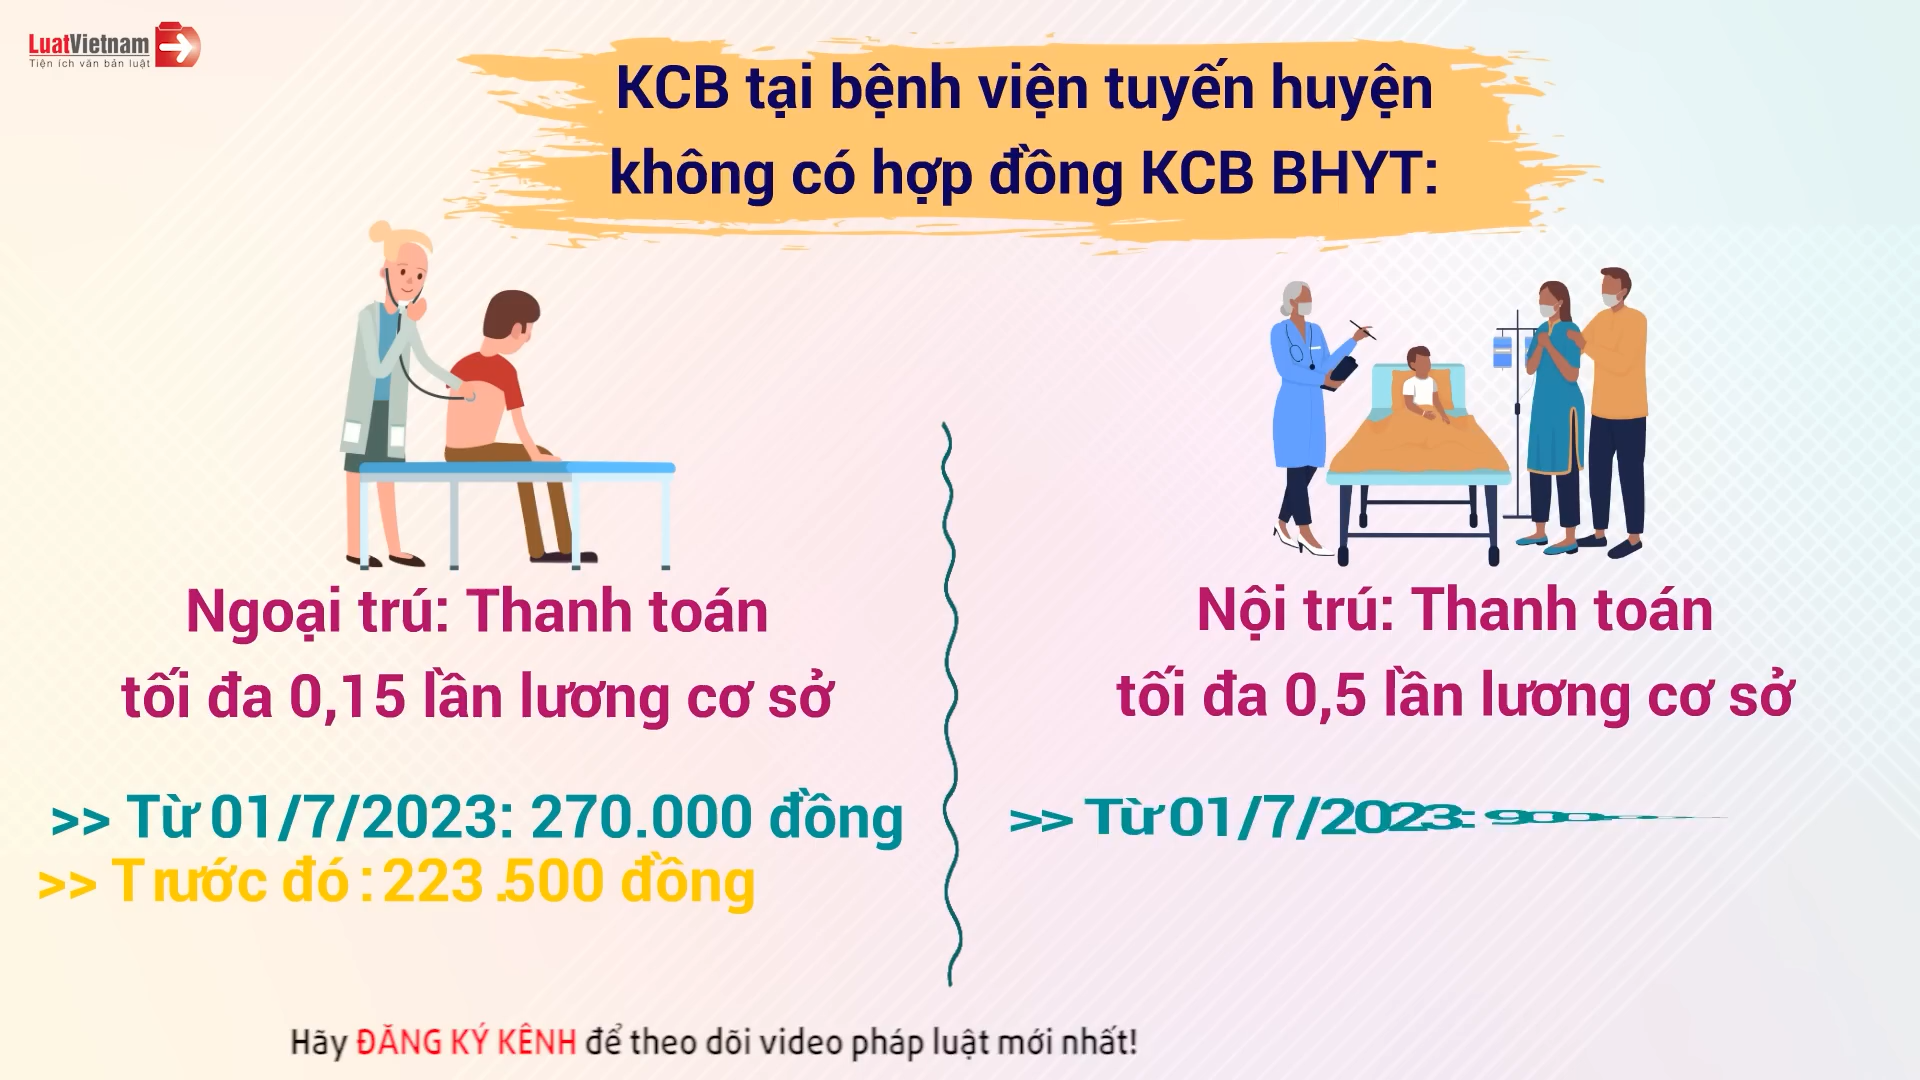 LuatVietnam
Tiện ích văn bản luật
KCB tại bệnh viện tuyến huyện
không có hợp đồng KCB BHYT:
Ngoại trú: Thanh toán
tối đa 0,15 lần lương cơ sở
>> Từ 01/7/2023: 270.000 đồng
>> Trước đó: 223.500 đồng
Nội trú: Thanh toán
tối đa 0,5 lần lương cơ sở
>> Từ 01/7/2023:
Hãy ĐĂNG KÝ KÊNH để theo dõi video pháp luật mới nhất!